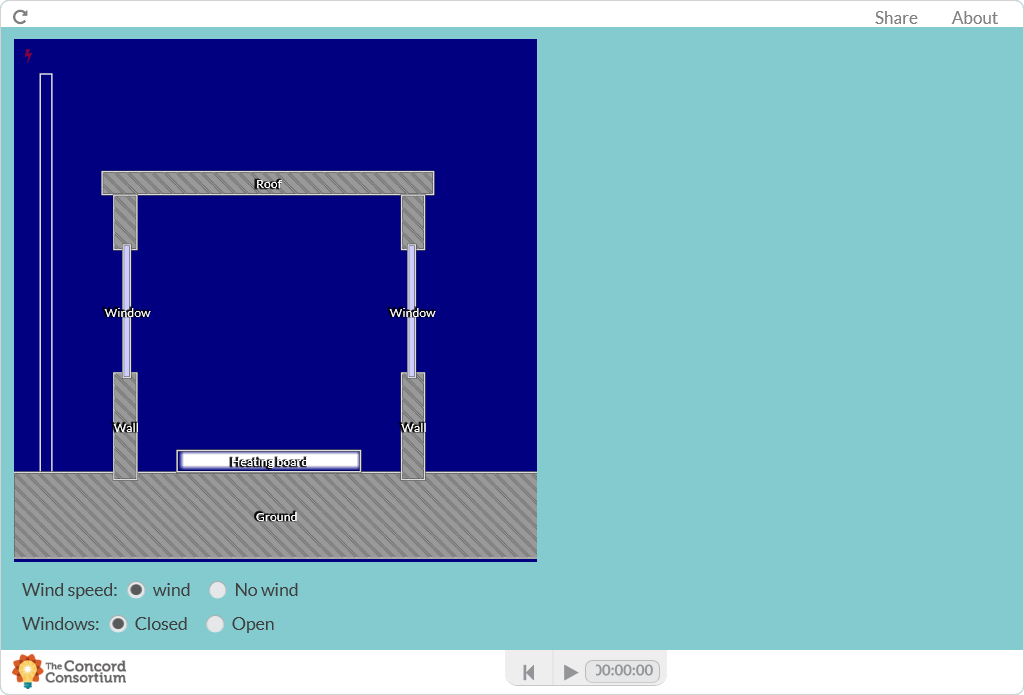 Share About
Roof
Window Window
Wall Wall
Heating board
Ground
Wind speed: wind No wind
Windows: Closed Open
The Concord
Consortium
00:00:00